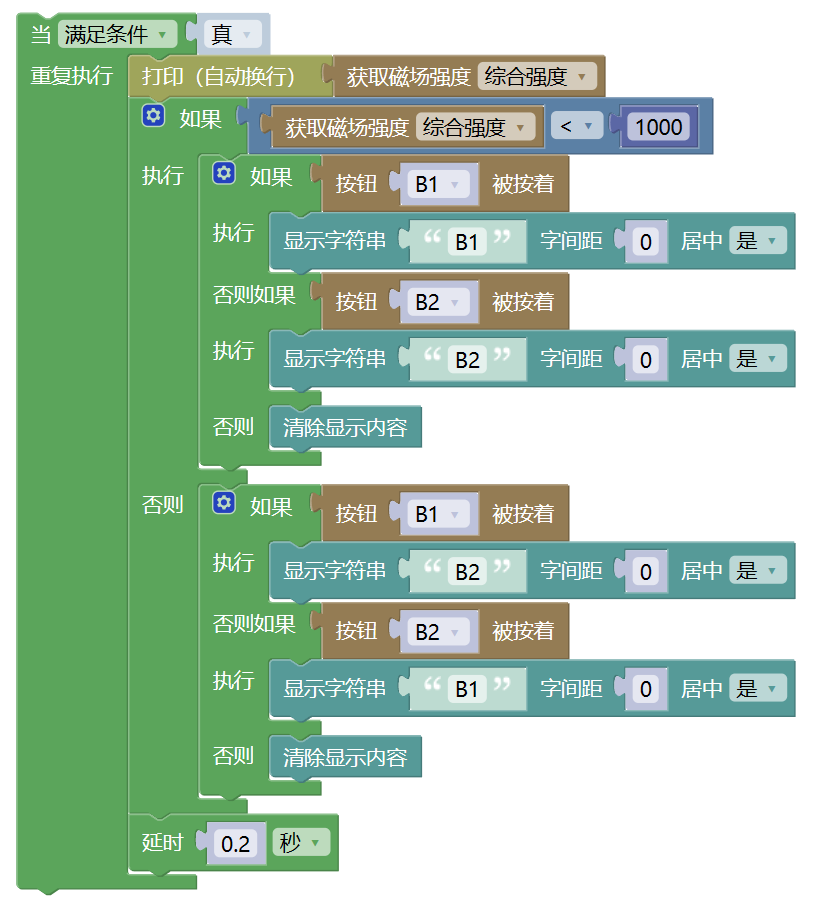 当 满足条件 真
重复执行 打印（自动换行） 获取磁场强度 综合强度
如果 获取磁场强度 综合强度 < 1000
执行 如果 按钮 B1 被按着
执行 显示字符串 “ B1 ” 字间距 0 居中 是
否则如果 按钮 B2 被按着
执行 显示字符串 “ B2 ” 字间距 0 居中 是
否则 清除显示内容
否则 如果 按钮 B1 被按着
执行 显示字符串 “ B2 ” 字间距 0 居中 是
否则如果 按钮 B2 被按着
执行 显示字符串 “ B1 ” 字间距 0 居中 是
否则 清除显示内容
延时 0.2 秒